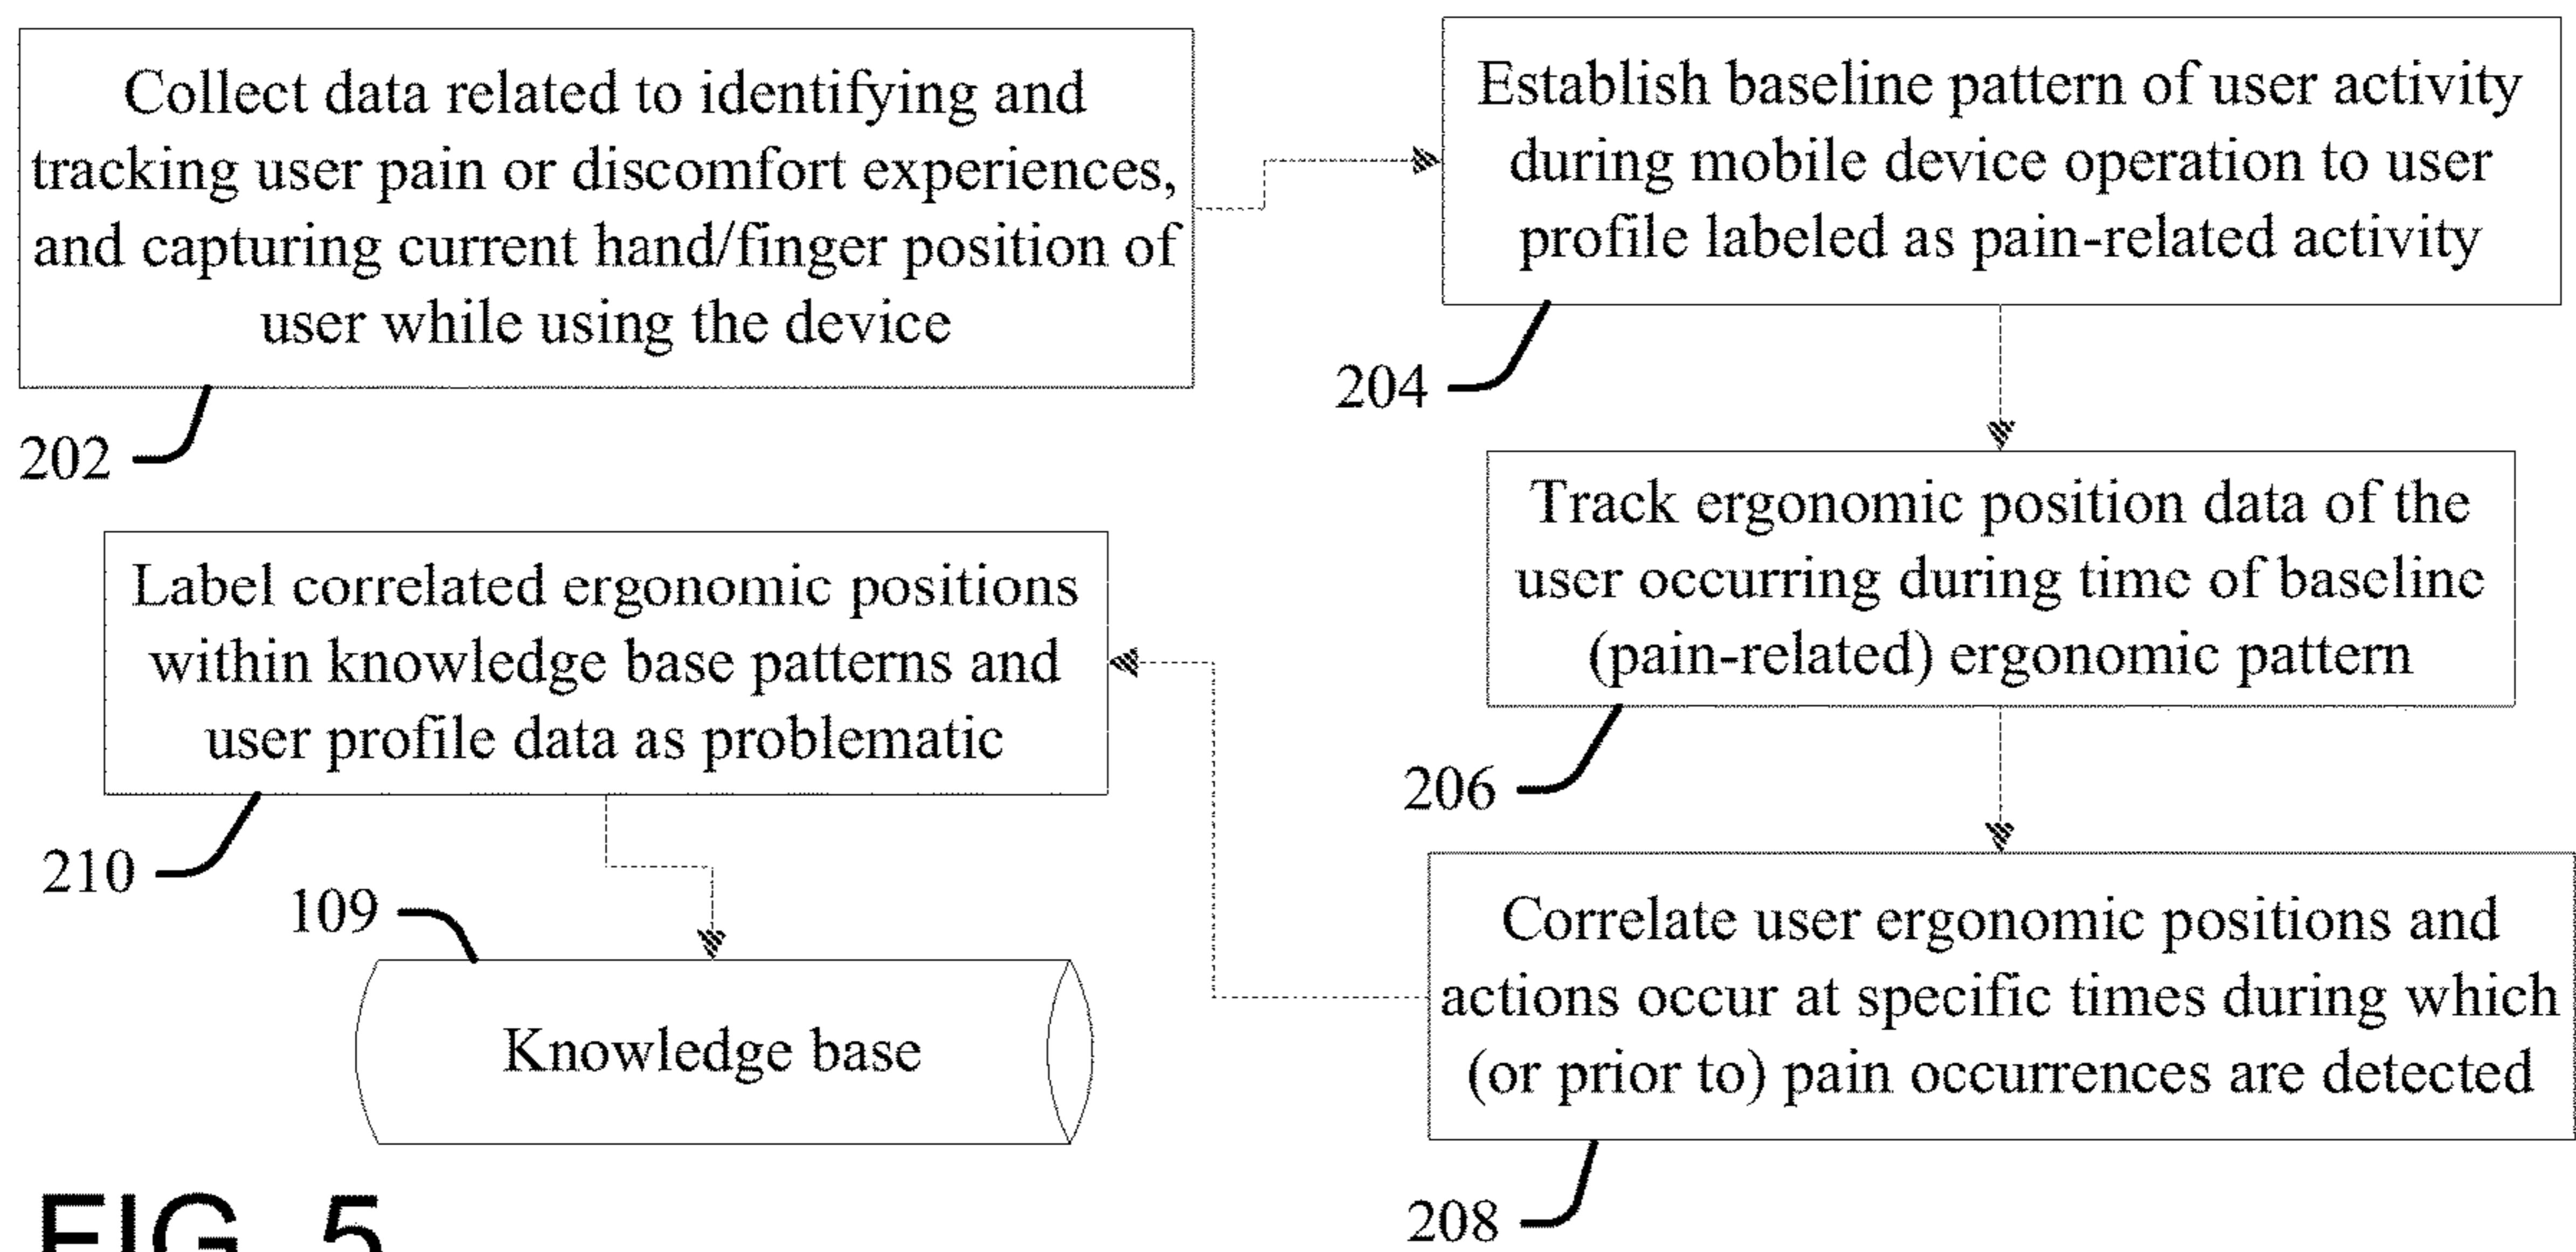 Collect data related to identifying and
tracking user pain or discomfort experiences,
and capturing current hand/finger position of
user while using the device
202
Establish baseline pattern of user activity
during mobile device operation to user
profile labeled as pain-related activity
204
Track ergonomic position data of the
user occurring during time of baseline
(pain-related) ergonomic pattern
206
Correlate user ergonomic positions and
actions occur at specific times during which
(or prior to) pain occurrences are detected
208
Label correlated ergonomic positions
within knowledge base patterns and
user profile data as problematic
210
109
Knowledge base
FIG. 5